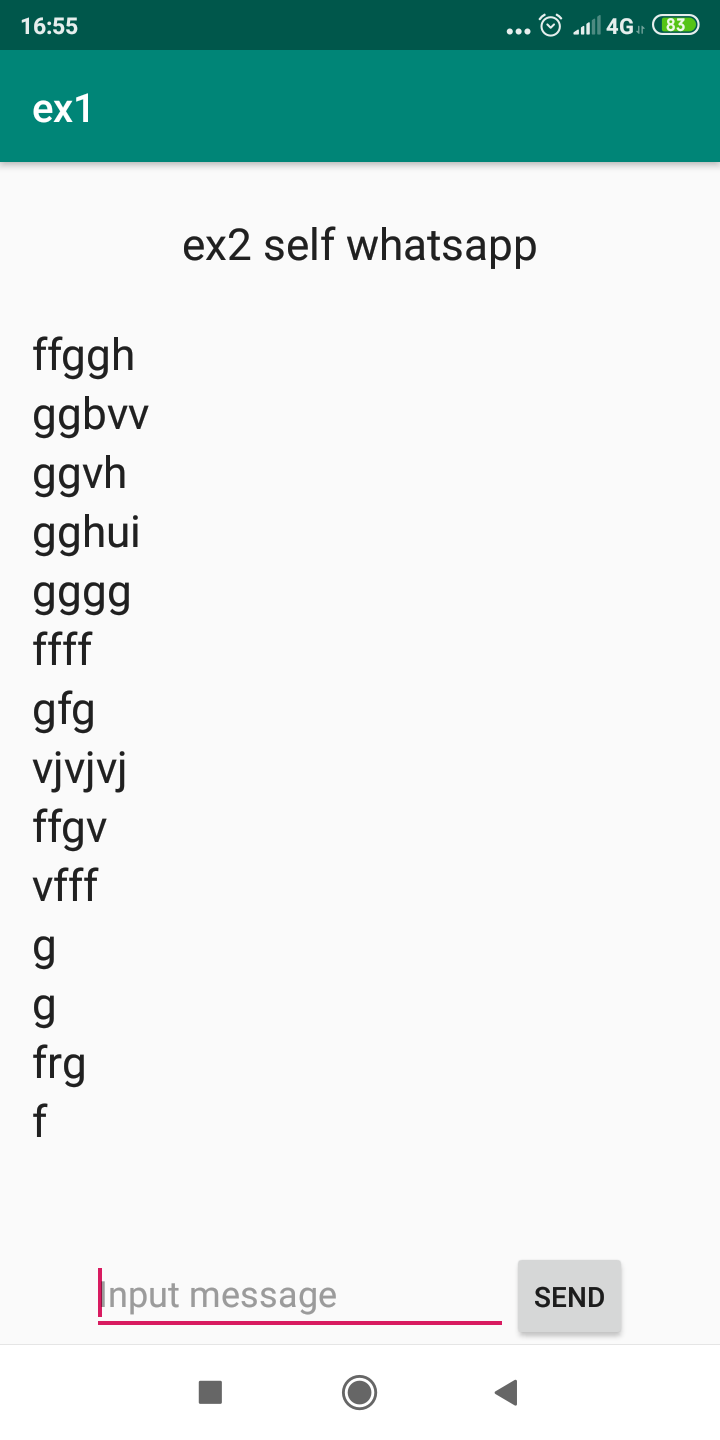 16:55
4G
83
ex1
ex2 self whatsapp
ffggh
ggbvv
ggvh
gghui
gggg
ffff
gfg
vjvjvj
ffgv
vfff
g
g
frg
f
Input message
SEND